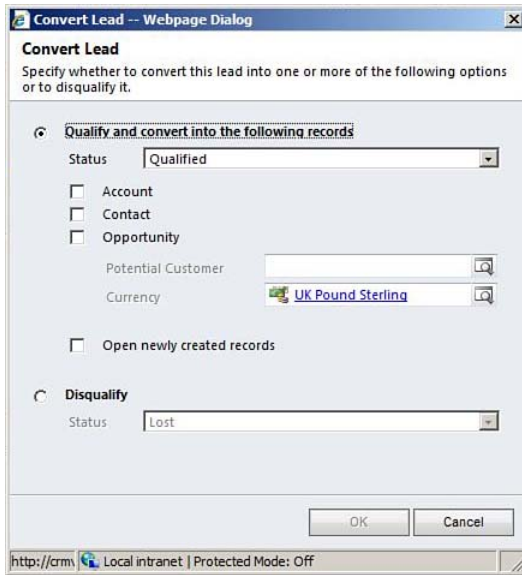 Convert Lead -- Webpage Dialog
Convert Lead
Specify whether to convert this lead into one or more of the following options
or to disqualify it.
Qualify and convert into the following records
Status Qualified
Account
Contact
Opportunity
Potential Customer
Currency UK Pound Sterling
Open newly created records
Disqualify
Status Lost
OK Cancel
http://crm\ Local intranet | Protected Mode: Off